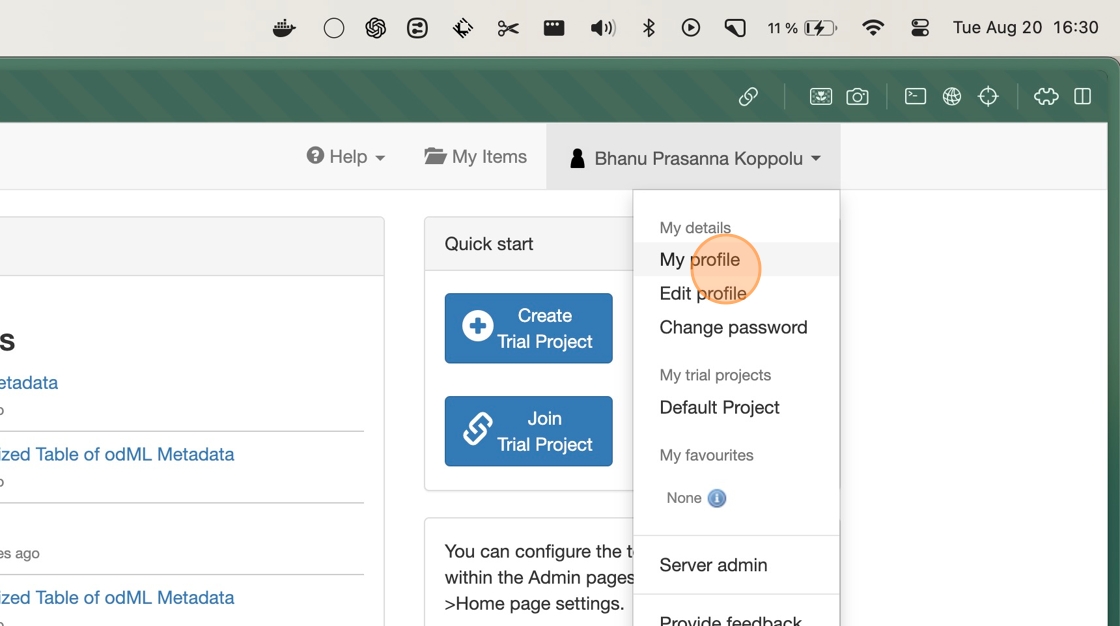 11 %
Tue Aug 20 16:30
Help
My Items
Bhanu Prasanna Koppolu
s
etadata
ized Table of odML Metadata
es ago
ized Table of odML Metadata
Quick start
Create
Trial Project
Join
Trial Project
You can configure the t
within the Admin pages
>Home page settings.
My details
My profile
Edit profile
Change password
My trial projects
Default Project
My favourites
None
Server admin
Provide feedback